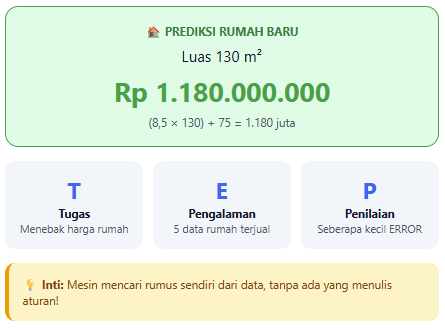 🏠 PREDIKSI RUMAH BARU
Luas 130 m²
Rp 1.180.000.000
(8,5 × 130) + 75 = 1.180 juta
T
Tugas
Menebak harga rumah
E
Pengalaman
5 data rumah terjual
P
Penilaian
Seberapa kecil ERROR
💡 Inti: Mesin mencari rumus sendiri dari data, tanpa ada yang menulis
aturan!